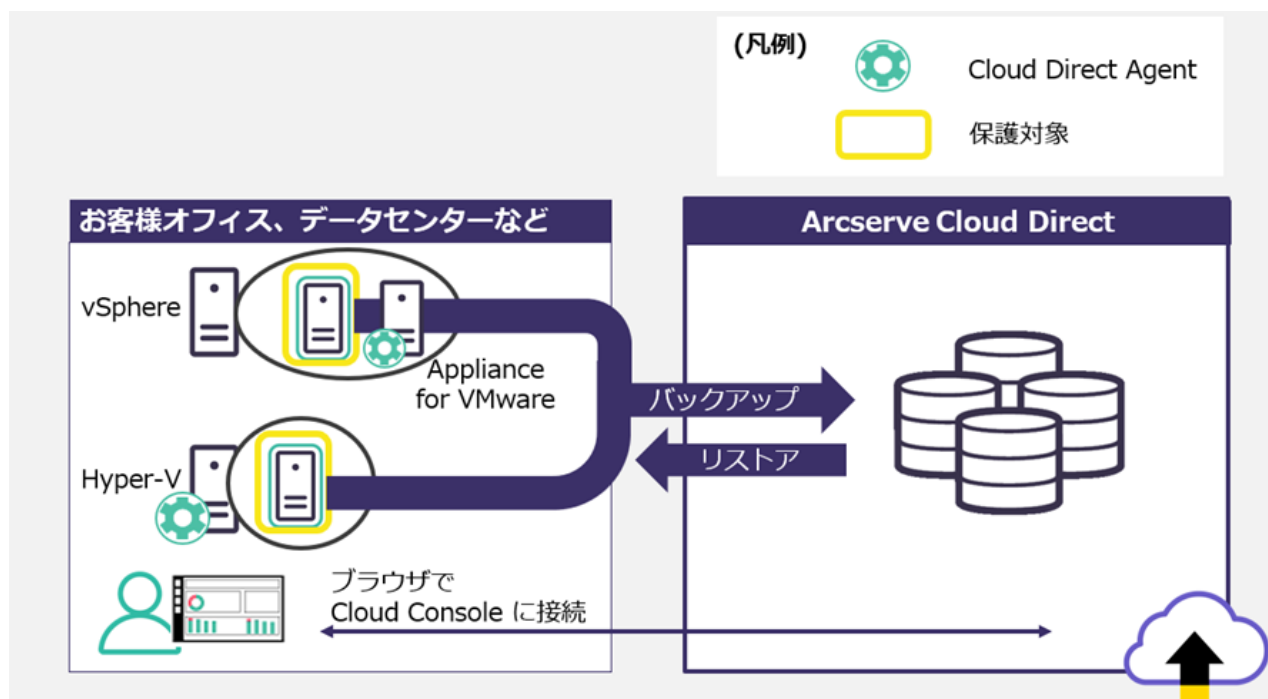 (凡例)
Cloud Direct Agent
保護対象
お客様オフィス、データセンターなど
Arcserve Cloud Direct
vSphere
Appliance
for VMware
バックアップ
リストア
Hyper-V
ブラウザで
Cloud Console に接続